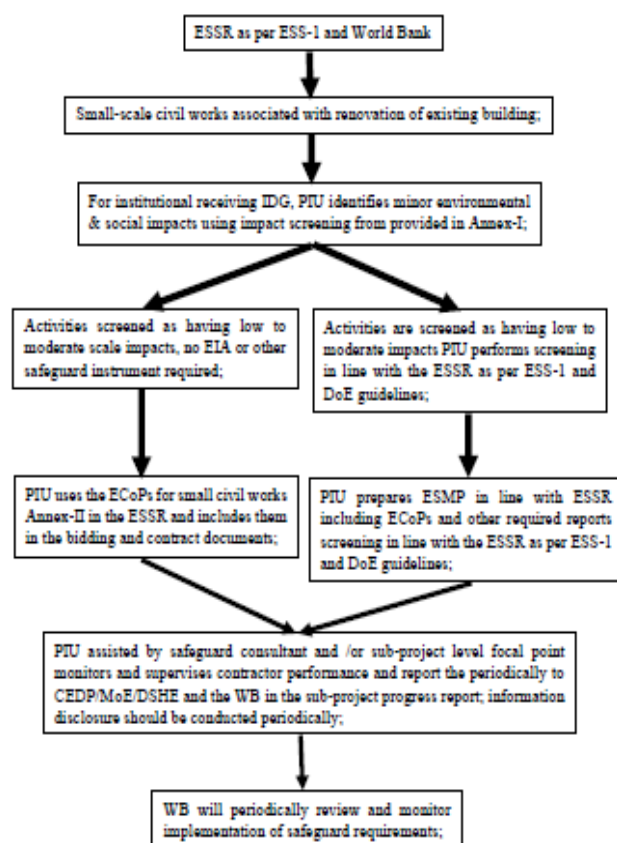 ESSR as per ESS-1 and World Bank
Small-scale civil works associated with renovation of existing building;
For institutional receiving IDG, PIU identifies minor environmental
& social impacts using impact screening from provided in Annex-I;
Activities screened as having low to
moderate scale impacts, no EIA or other
safeguard instrument required;
Activities are screened as having low to
moderate impacts PIU performs screening
in line with the ESSR as per ESS-1 and
DoE guidelines;
PIU uses the ECoPs for small civil works
Annex-II in the ESSR and includes them
in the bidding and contract documents;
PIU prepares ESMP in line with ESSR
including ECoPs and other required reports
screening in line with the ESSR as per ESS-1
and DoE guidelines;
PIU assisted by safeguard consultant and /or sub-project level focal point
monitors and supervises contractor performance and report the periodically to
CEDP/MoE/DSHE and the WB in the sub-project progress report; information
disclosure should be conducted periodically;
WB will periodically review and monitor
implementation of safeguard requirements;